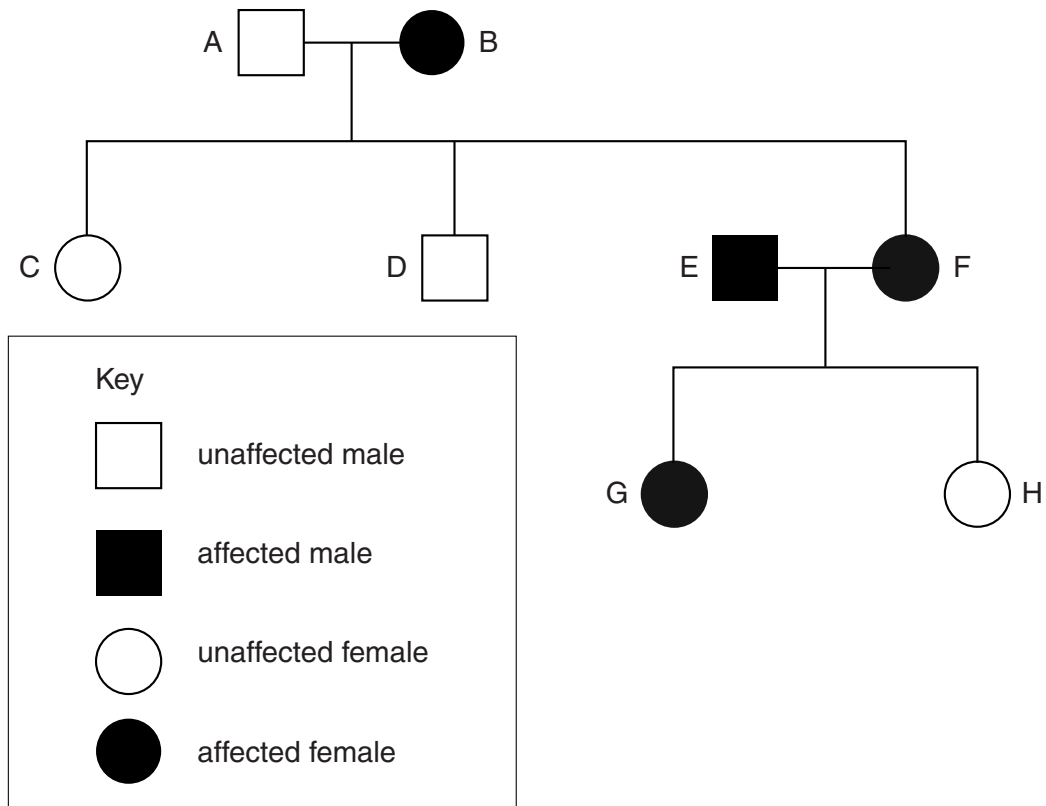 A B
C D E F
Key
unaffected male
G H
affected male
unaffected female
affected female